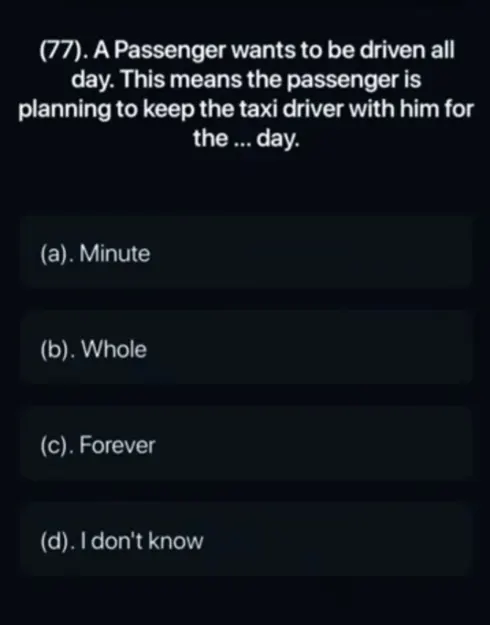 (77). A Passenger wants to be driven all
day. This means the passenger is
planning to keep the taxi driver with him for
the ... day.
(a). Minute
(b). Whole
(c). Forever
(d). I don't know